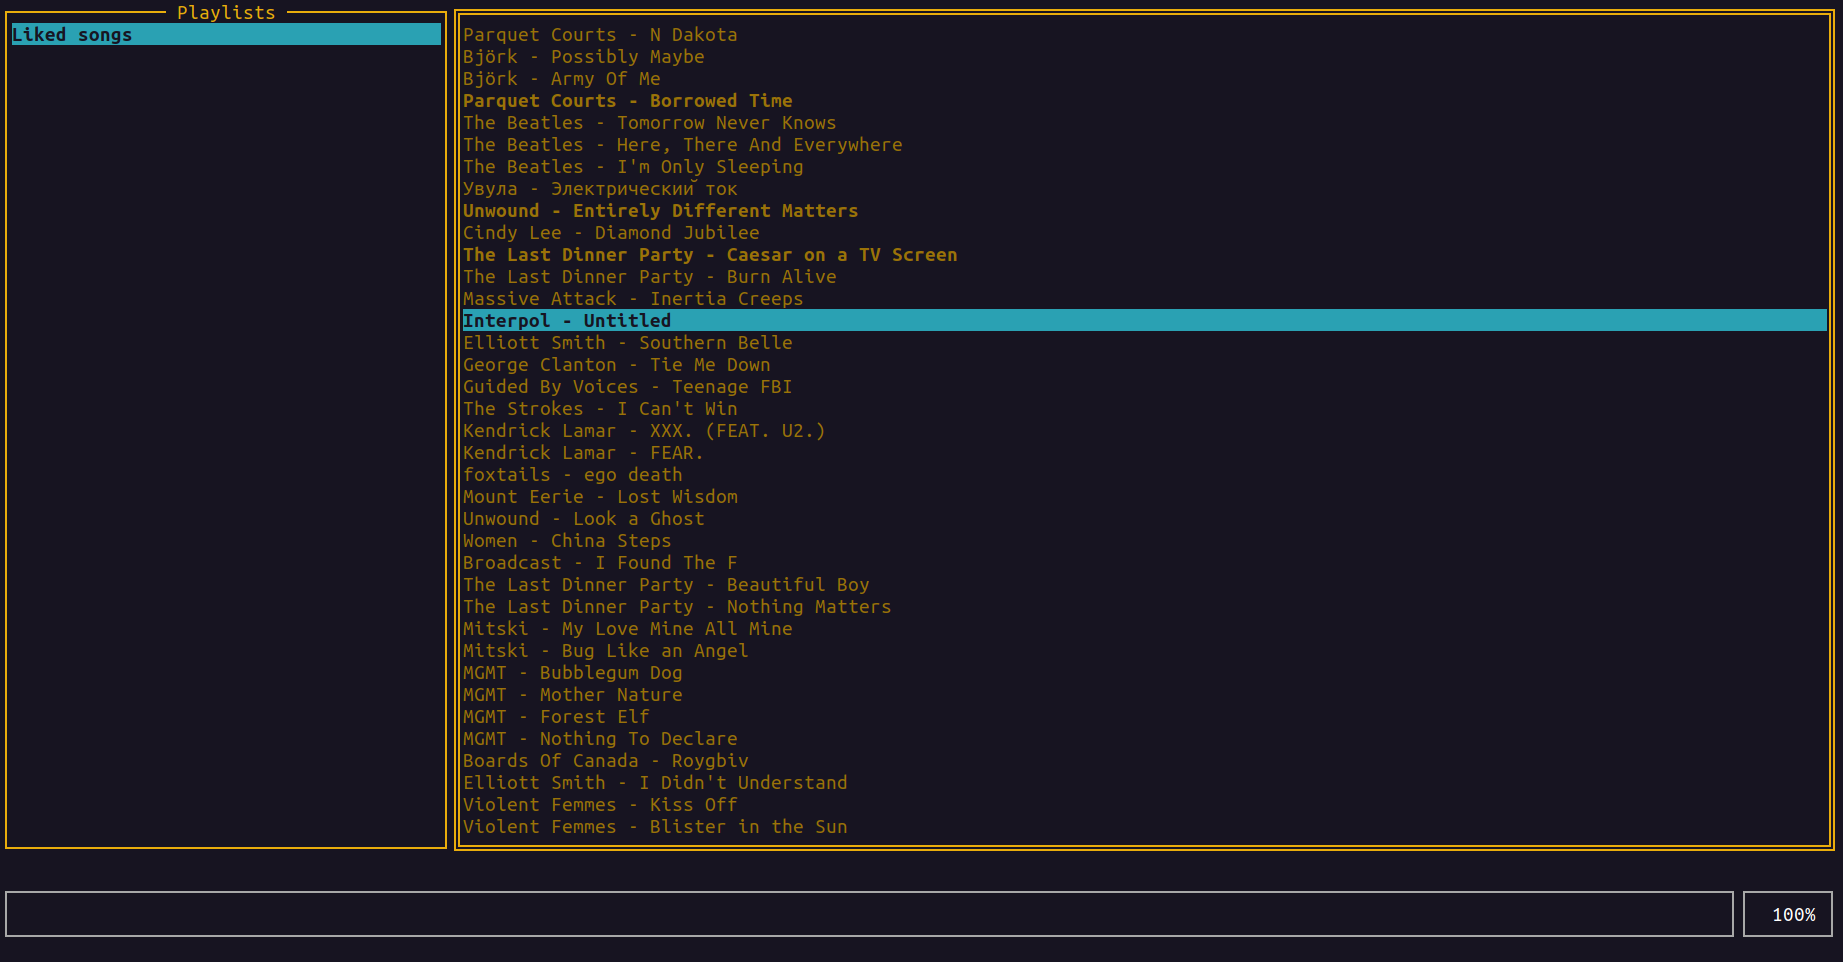 Playlists
Liked songs
Parquet Courts - N Dakota
Björk - Possibly Maybe
Björk - Army Of Me
Parquet Courts - Borrowed Time
The Beatles - Tomorrow Never Knows
The Beatles - Here, There And Everywhere
The Beatles - I'm Only Sleeping
Увула - Электрический ток
Unwound - Entirely Different Matters
Cindy Lee - Diamond Jubilee
The Last Dinner Party - Caesar on a TV Screen
The Last Dinner Party - Burn Alive
Massive Attack - Inertia Creeps
Interpol - Untitled
Elliott Smith - Southern Belle
George Clanton - Tie Me Down
Guided By Voices - Teenage FBI
The Strokes - I Can't Win
Kendrick Lamar - XXX. (FEAT. U2.)
Kendrick Lamar - FEAR.
foxtails - ego death
Mount Eerie - Lost Wisdom
Unwound - Look a Ghost
Women - China Steps
Broadcast - I Found The F
The Last Dinner Party - Beautiful Boy
The Last Dinner Party - Nothing Matters
Mitski - My Love Mine All Mine
Mitski - Bug Like an Angel
MGMT - Bubblegum Dog
MGMT - Mother Nature
MGMT - Forest Elf
MGMT - Nothing To Declare
Boards Of Canada - Roygbiv
Elliott Smith - I Didn't Understand
Violent Femmes - Kiss Off
Violent Femmes - Blister in the Sun
100%